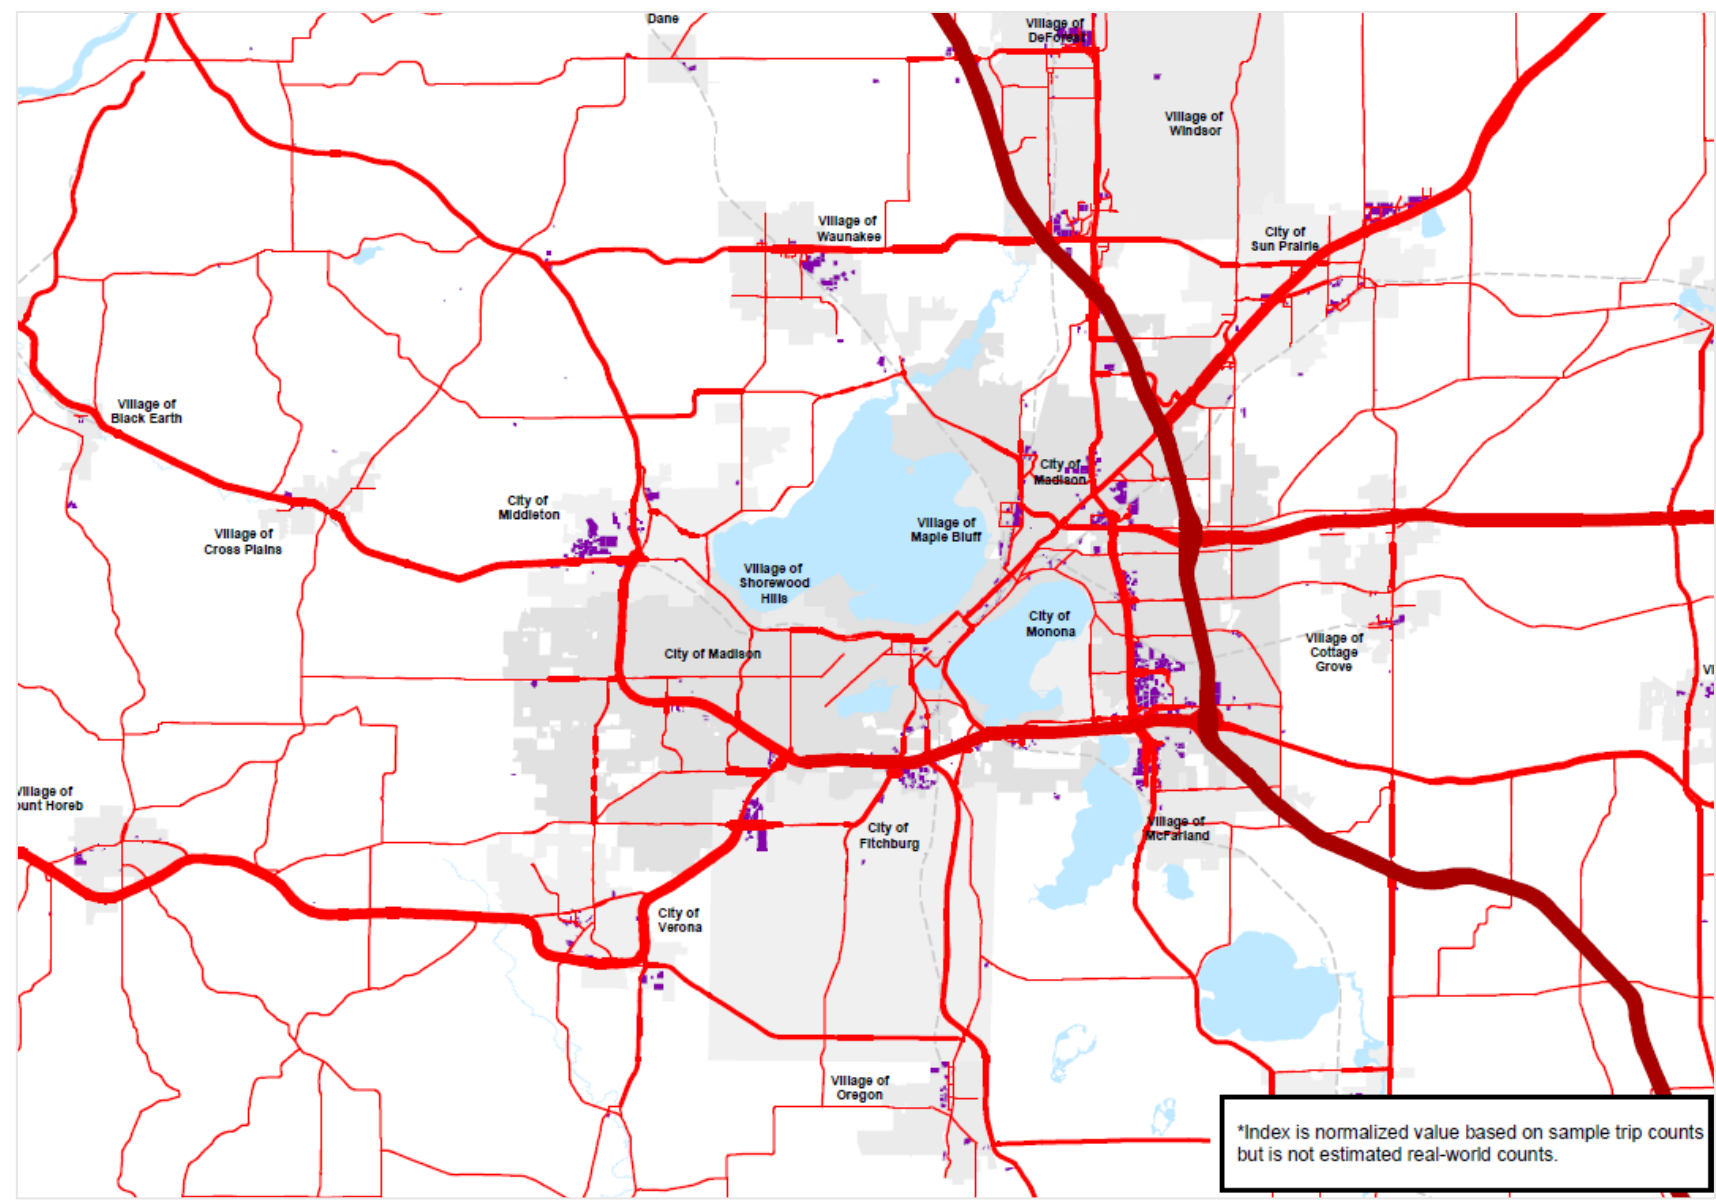 Dane
Village of
DeForest
Village of
Windsor
Village of
Waunakee
City of
Sun Prairie
Village of
Black Earth
City of
Madison
City of
Middleton
Village of
Maple Bluff
Village of
Cross Plains
Village of
Shorewood
Hills
City of
Monona
City of Madison
Village of
Cottage
Grove
Vi
Village of
ount Horeb
City of
Fitchburg
Village of
McFarland
City of
Verona
Village of
Oregon
*Index is normalized value based on sample trip counts
but is not estimated real-world counts.